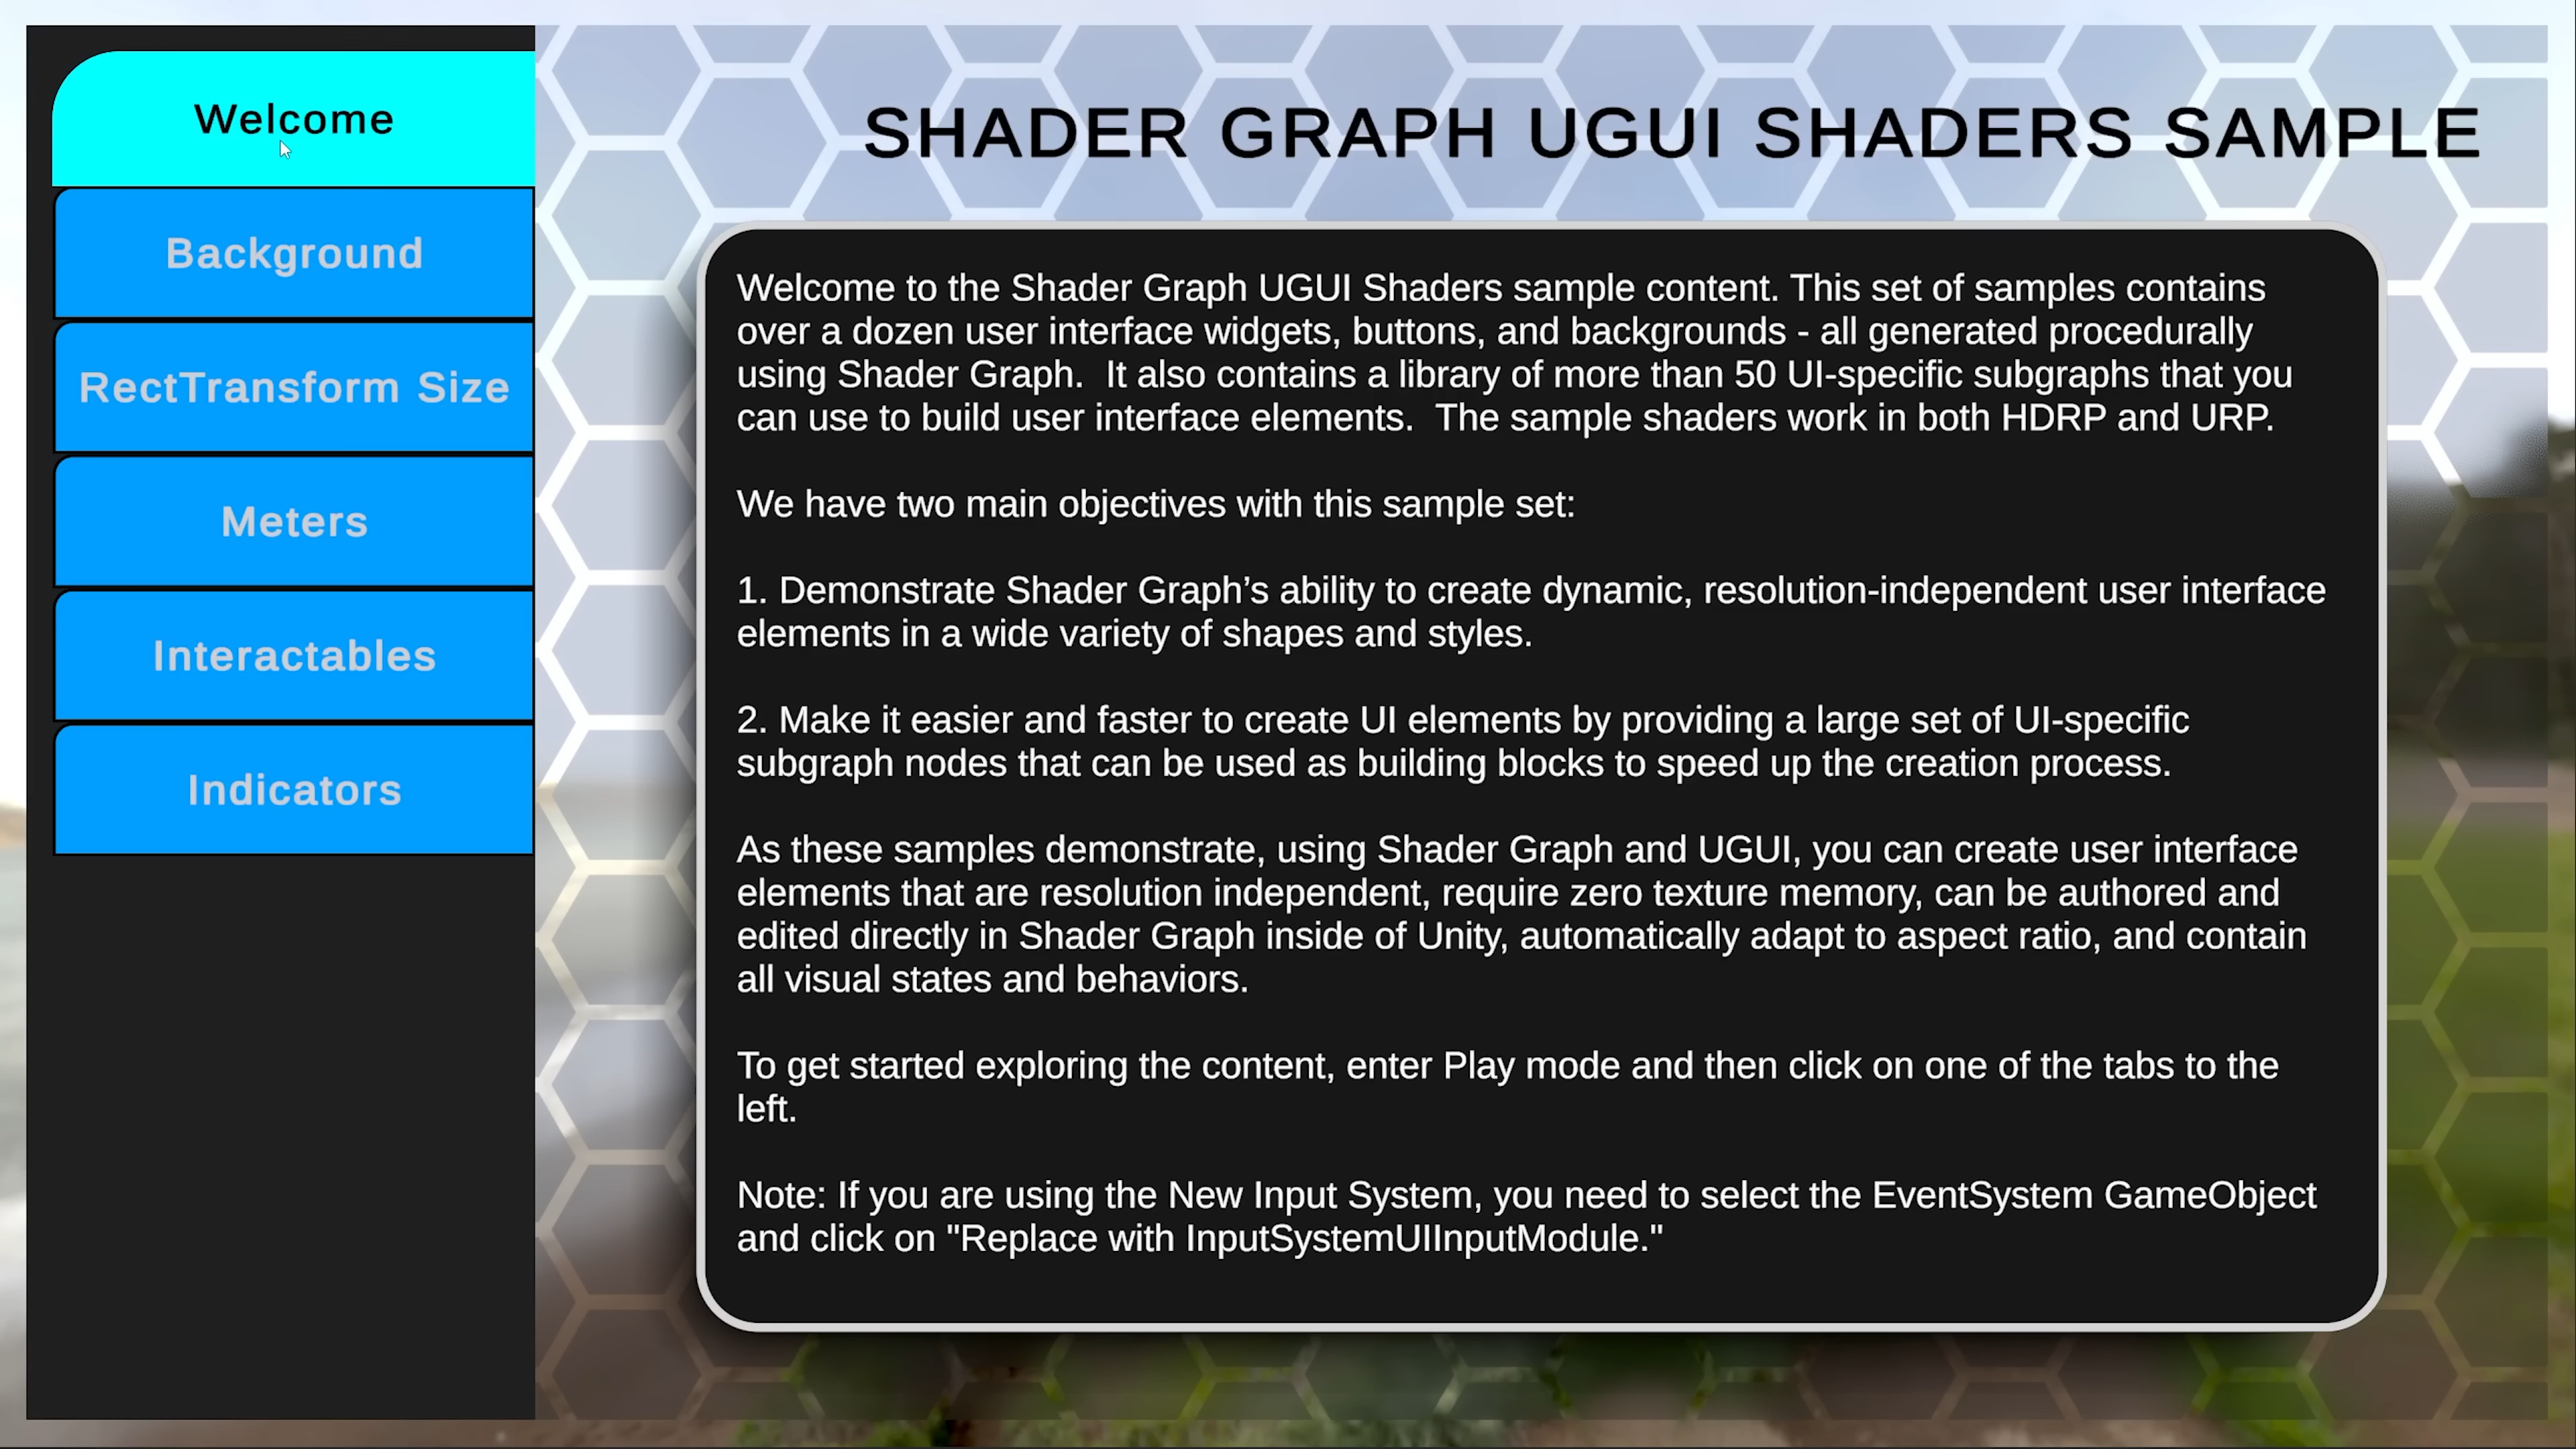 Welcome
Background
RectTransform Size
Meters
Interactables
Indicators
SHADER GRAPH UGUI SHADERS SAMPLE
Welcome to the Shader Graph UGUI Shaders sample content. This set of samples contains
over a dozen user interface widgets, buttons, and backgrounds - all generated procedurally
using Shader Graph.  It also contains a library of more than 50 UI-specific subgraphs that you
can use to build user interface elements.  The sample shaders work in both HDRP and URP.
We have two main objectives with this sample set:
1. Demonstrate Shader Graph’s ability to create dynamic, resolution-independent user interface
elements in a wide variety of shapes and styles.
2. Make it easier and faster to create UI elements by providing a large set of UI-specific
subgraph nodes that can be used as building blocks to speed up the creation process.
As these samples demonstrate, using Shader Graph and UGUI, you can create user interface
elements that are resolution independent, require zero texture memory, can be authored and
edited directly in Shader Graph inside of Unity, automatically adapt to aspect ratio, and contain
all visual states and behaviors.
To get started exploring the content, enter Play mode and then click on one of the tabs to the
left.
Note: If you are using the New Input System, you need to select the EventSystem GameObject
and click on "Replace with InputSystemUIInputModule."